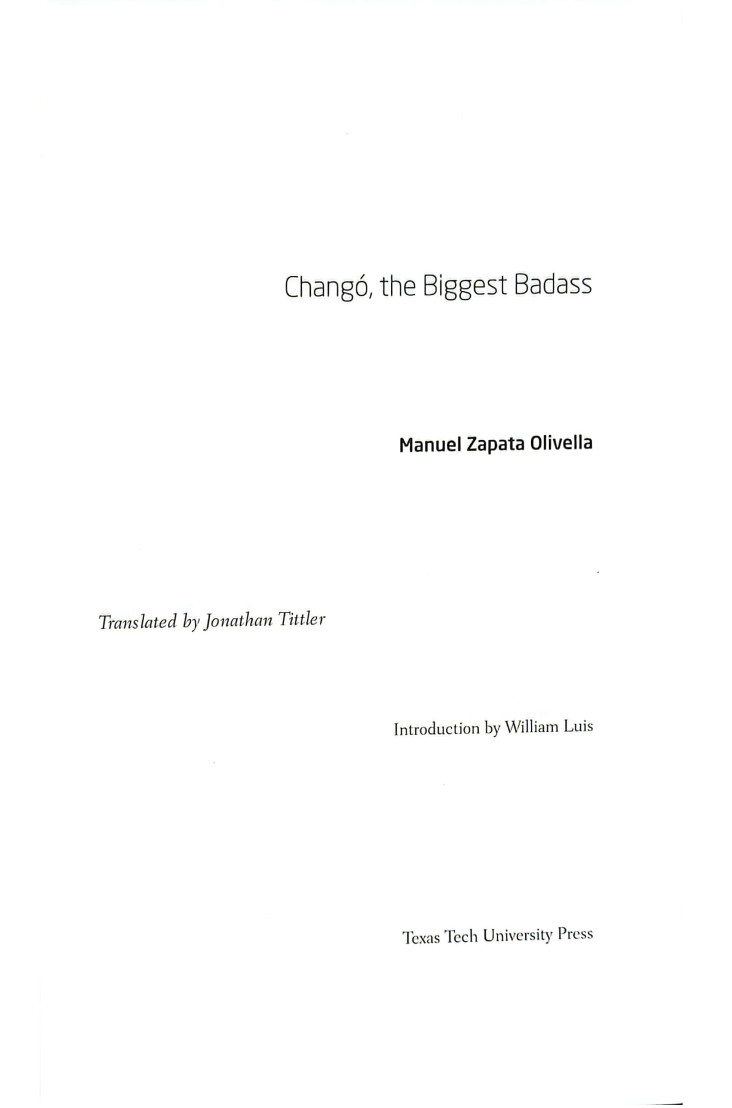 Changó, the Biggest Badass
Manuel Zapata Olivella
Translated by Jonathan Tittler
Introduction by William Luis
Texas Tech University Press